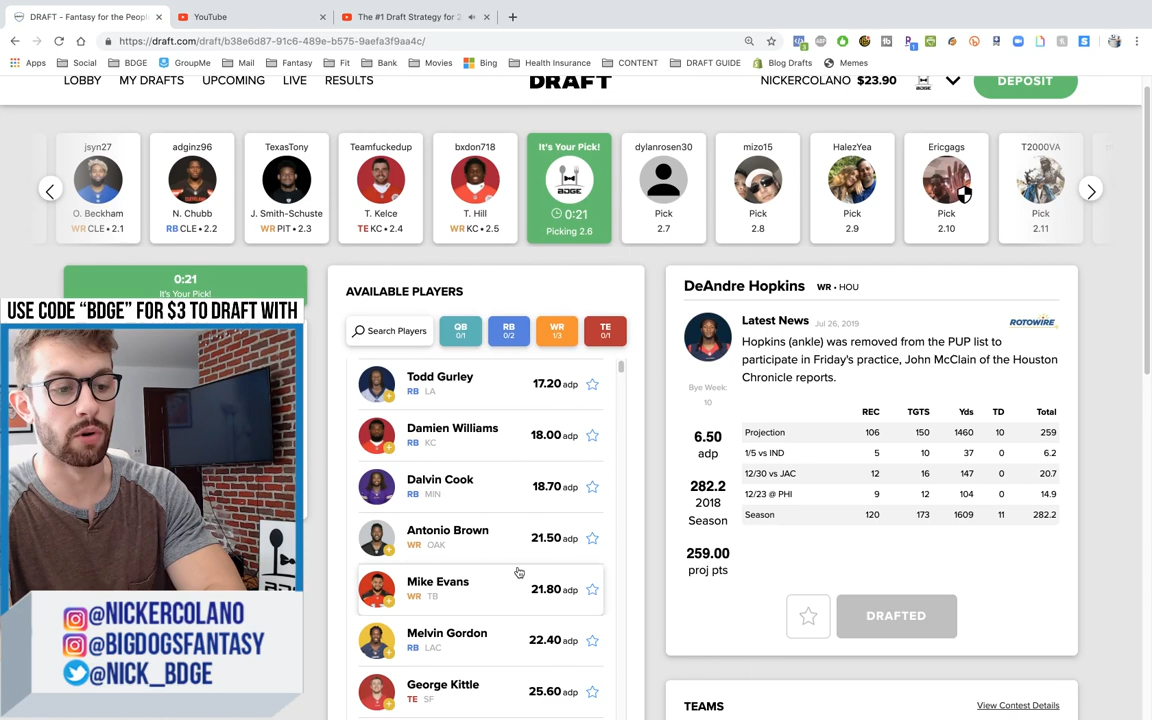 DRAFT - Fantasy for the People
YouTube
The #1 Draft Strategy for 2
https://draft.com/draft/b38e6d87-91c6-489e-b575-9aefa3f9aa4c/
Apps Social BDGE GroupMe Mail Fantasy Fit Bank Movies Bing Health Insurance CONTENT DRAFT GUIDE Blog Drafts Memes
LOBBY MY DRAFTS UPCOMING LIVE RESULTS DRAFT NICKERCOLANO $23.90 DEPOSIT
jsyn27
O. Beckham
WR CLE • 2.1
adginz96
N. Chubb
RB CLE • 2.2
TexasTony
J. Smith-Schuste
WR PIT • 2.3
Teamfuckedup
T. Kelce
TE KC • 2.4
bxdon718
T. Hill
WR KC • 2.5
It's Your Pick!
BDGE
0:21
Picking 2.6
dylanrosen30
Pick
2.7
mizo15
Pick
2.8
HalezYea
Pick
2.9
Ericgags
Pick
2.10
T2000VA
Pick
2.11
0:21
It's Your Pick!
USE CODE "BDGE" FOR $3 TO DRAFT WITH
@NICKERCOLANO
@BIGDOGSFANTASY
@NICK_BDGE
AVAILABLE PLAYERS
Search Players
QB
0/1
RB
0/2
WR
1/3
TE
0/1
Todd Gurley
RB LA
17.20 adp
Damien Williams
RB KC
18.00 adp
Dalvin Cook
RB MIN
18.70 adp
Antonio Brown
WR OAK
21.50 adp
Mike Evans
WR TB
21.80 adp
Melvin Gordon
RB LAC
22.40 adp
George Kittle
TE SF
25.60 adp
DeAndre Hopkins WR • HOU
Latest News Jul 26, 2019
ROTOWIRE
Hopkins (ankle) was removed from the PUP list to
participate in Friday's practice, John McClain of the Houston
Chronicle reports.
Bye Week:
10
6.50
adp
282.2
2018
Season
259.00
proj pts
REC TGTS Yds TD Total
Projection 106 150 1460 10 259
1/5 vs IND 5 10 37 0 6.2
12/30 vs JAC 12 16 147 0 20.7
12/23 @ PHI 9 12 104 0 14.9
Season 120 173 1609 11 282.2
DRAFTED
TEAMS
View Contest Details